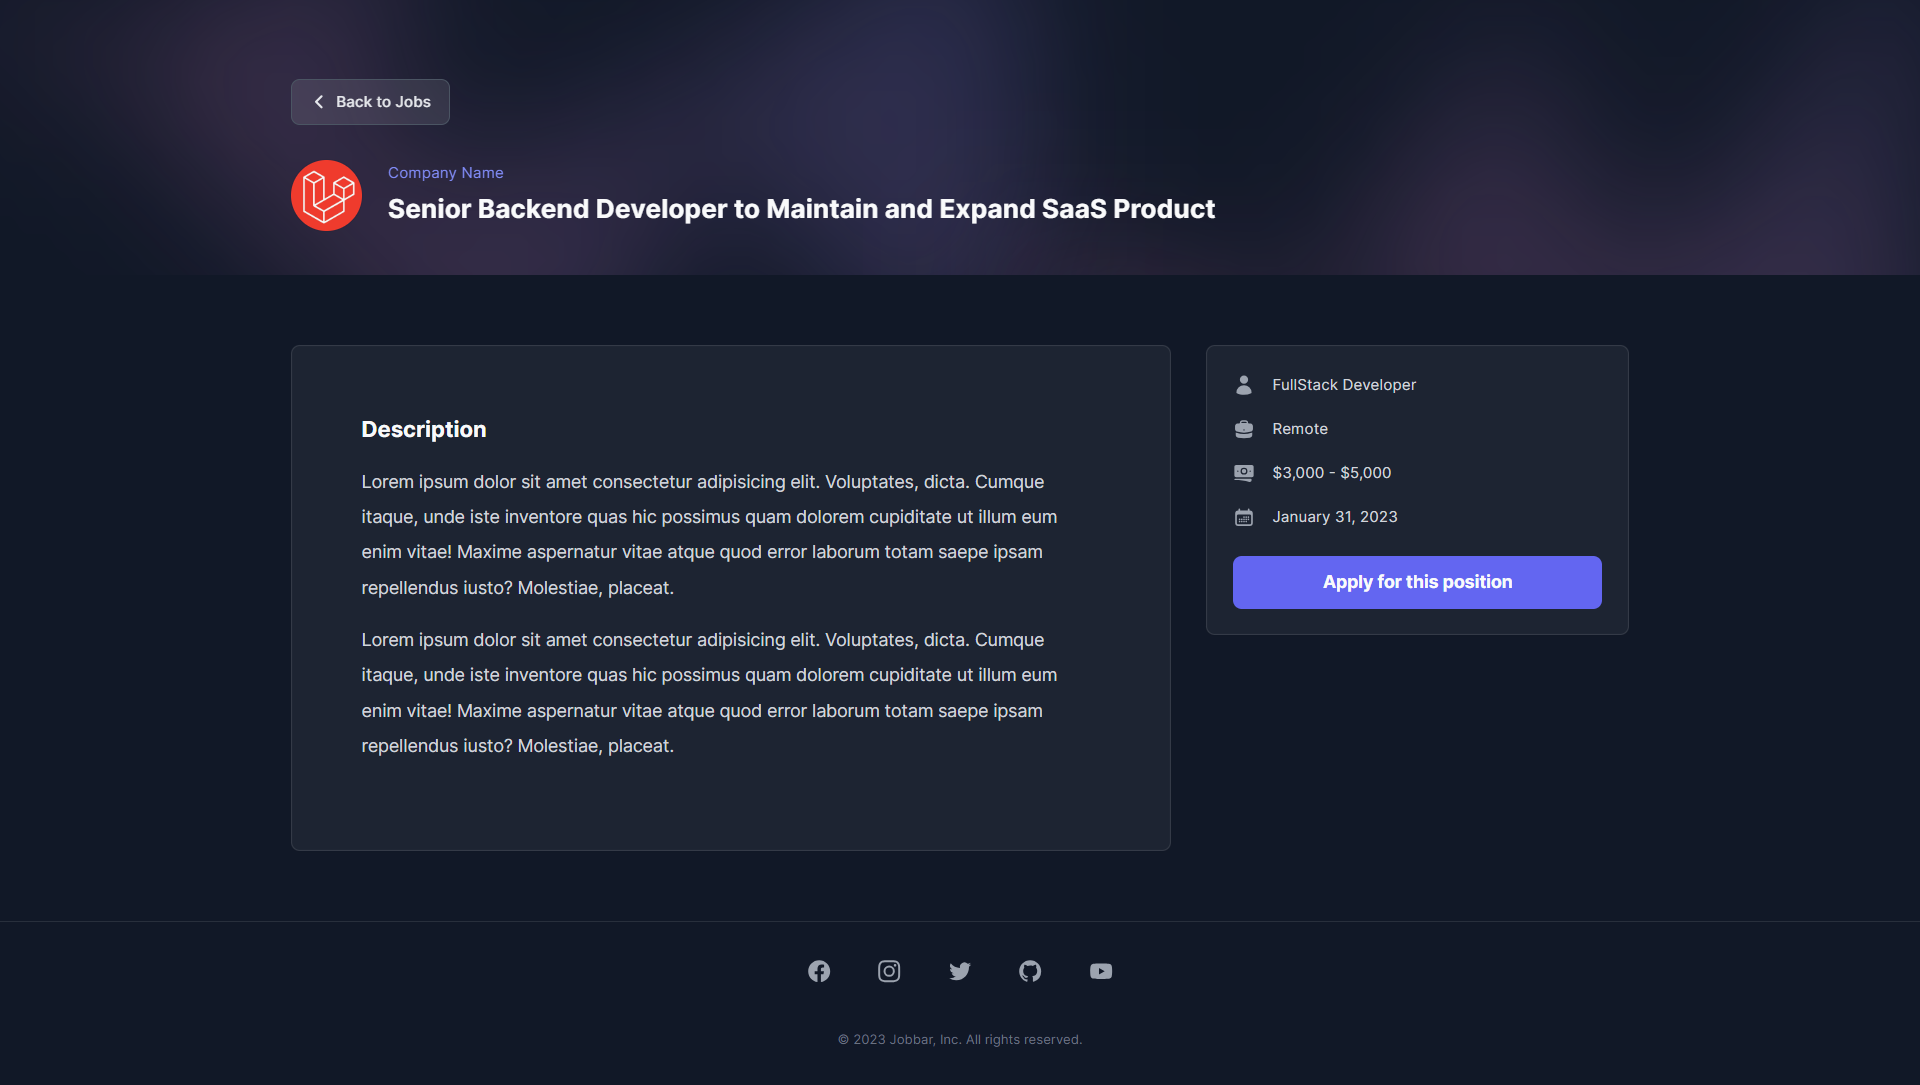 Back to Jobs
Company Name
Senior Backend Developer to Maintain and Expand SaaS Product
Description
Lorem ipsum dolor sit amet consectetur adipisicing elit. Voluptates, dicta. Cumque
itaque, unde iste inventore quas hic possimus quam dolorem cupiditate ut illum eum
enim vitae! Maxime aspernatur vitae atque quod error laborum totam saepe ipsam
repellendus iusto? Molestiae, placeat.
Lorem ipsum dolor sit amet consectetur adipisicing elit. Voluptates, dicta. Cumque
itaque, unde iste inventore quas hic possimus quam dolorem cupiditate ut illum eum
enim vitae! Maxime aspernatur vitae atque quod error laborum totam saepe ipsam
repellendus iusto? Molestiae, placeat.
FullStack Developer
Remote
$3,000 - $5,000
January 31, 2023
Apply for this position
© 2023 Jobbar, Inc. All rights reserved.